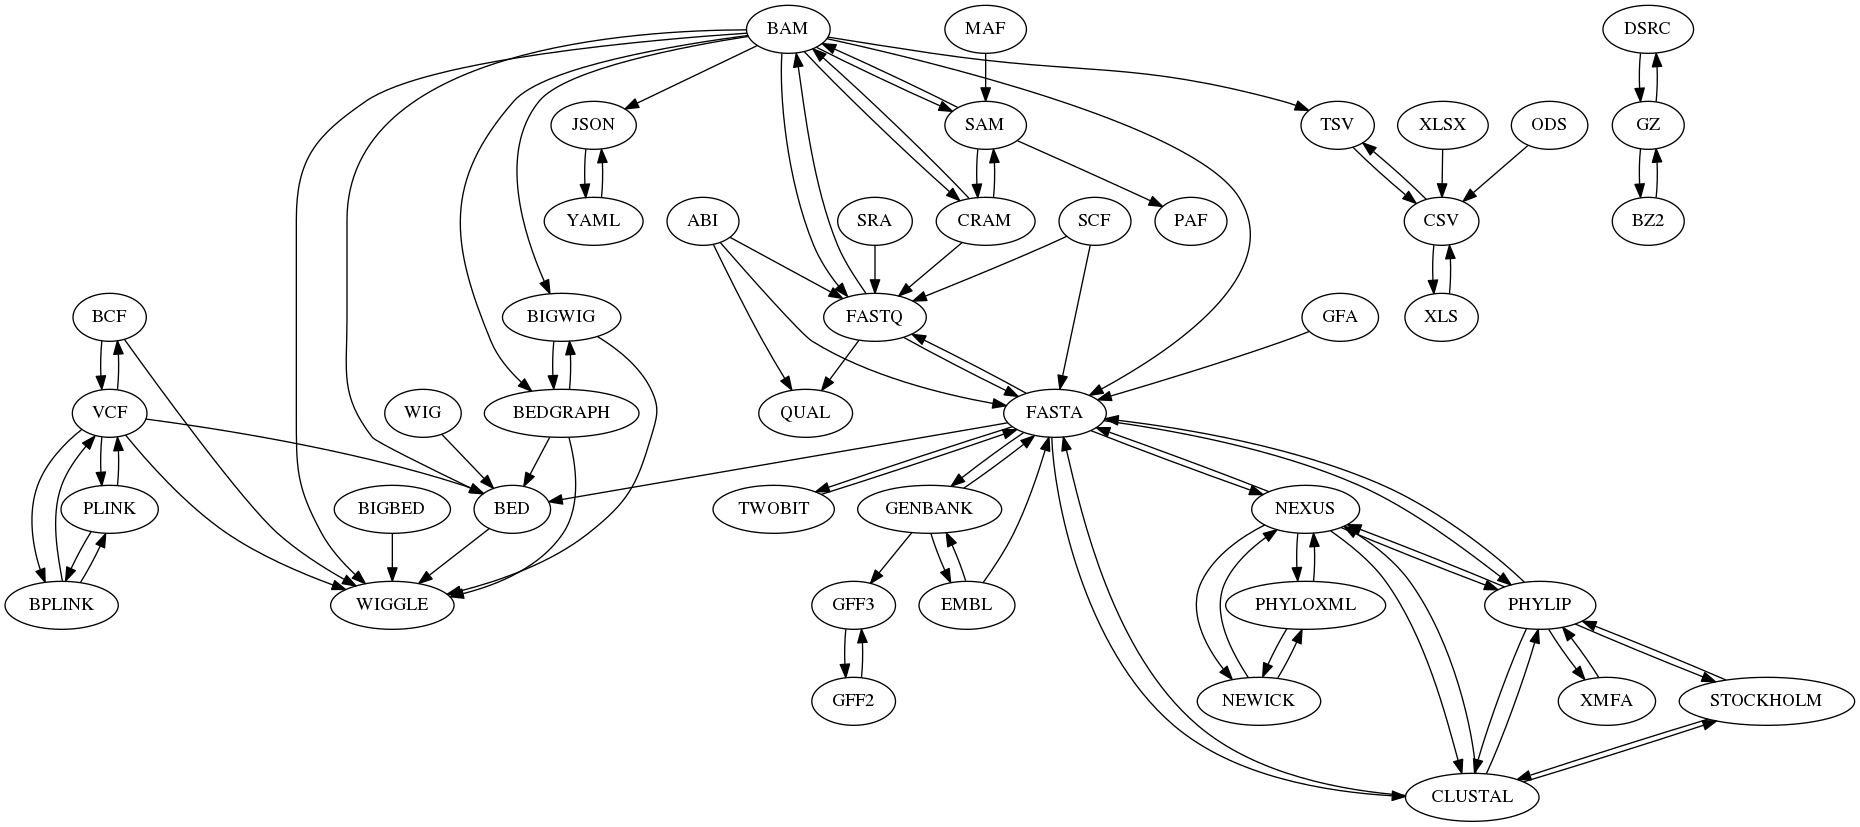 BAM
MAF
DSRC
JSON
SAM
TSV
XLSX
ODS
GZ
YAML
ABI
SRA
CRAM
SCF
PAF
CSV
BZ2
BCF
BIGWIG
FASTQ
GFA
XLS
VCF
WIG
BEDGRAPH
QUAL
FASTA
PLINK
BIGBED
BED
TWOBIT
GENBANK
NEXUS
BPLINK
WIGGLE
GFF3
EMBL
PHYLOXML
PHYLIP
GFF2
NEWICK
XMFA
STOCKHOLM
CLUSTAL